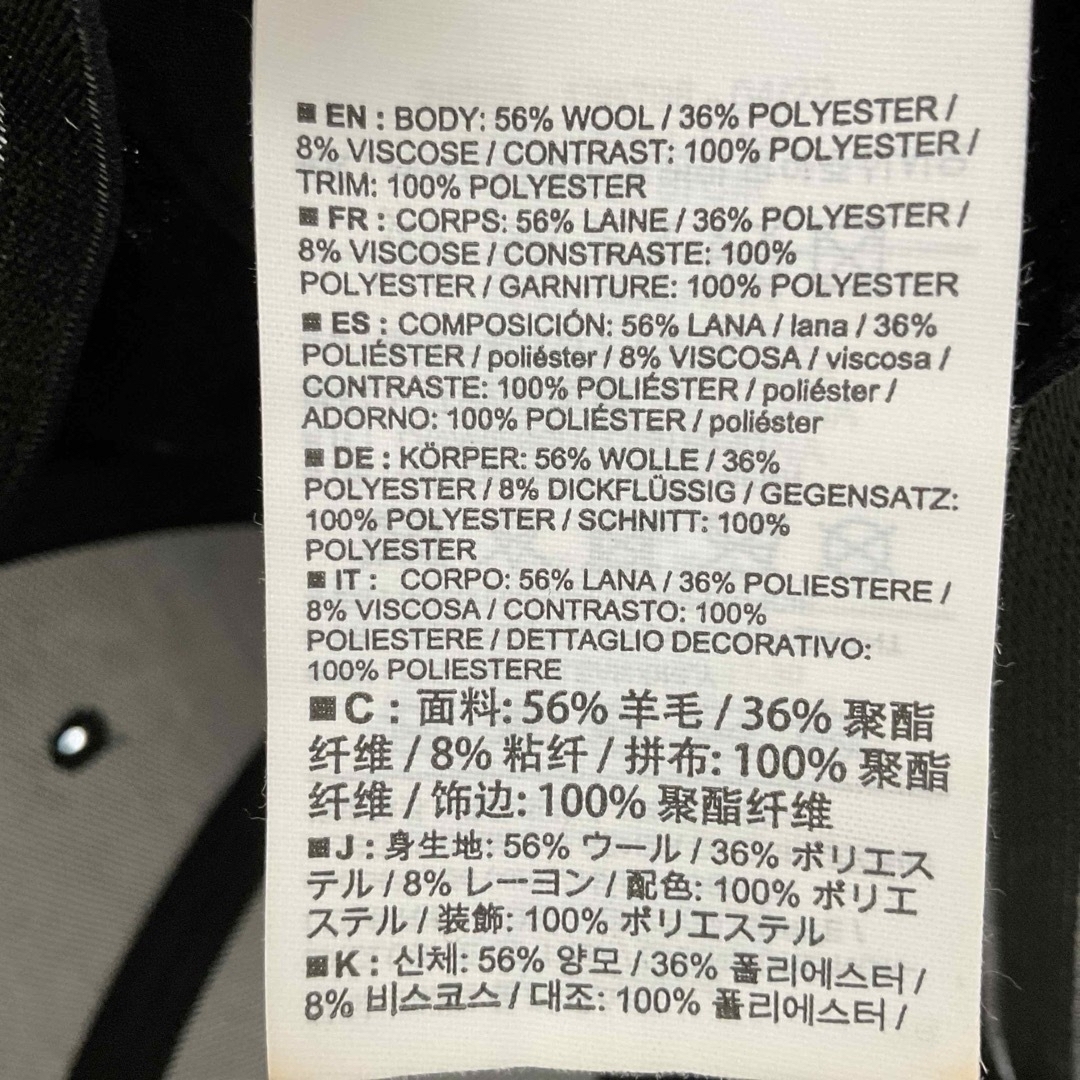 EN : BODY: 56% WOOL / 36% POLYESTER /
8% VISCOSE / CONTRAST: 100% POLYESTER /
TRIM: 100% POLYESTER
FR : CORPS: 56% LAINE / 36% POLYESTER /
8% VISCOSE / CONSTRASTE: 100%
POLYESTER / GARNITURE: 100% POLYESTER
ES : COMPOSICIÓN: 56% LANA / lana / 36%
POLIÉSTER / poliéster / 8% VISCOSA / viscosa /
CONTRASTE: 100% POLIÉSTER / poliéster /
ADORNO: 100% POLIÉSTER / poliéster
DE : KÖRPER: 56% WOLLE / 36%
POLYESTER / 8% DICKFLÜSSIG / GEGENSATZ:
100% POLYESTER / SCHNITT: 100%
POLYESTER
IT : CORPO: 56% LANA / 36% POLIESTERE /
8% VISCOSA / CONTRASTO: 100%
POLIESTERE / DETTAGLIO DECORATIVO:
100% POLIESTERE
C : 面料: 56% 羊毛 / 36% 聚酯
纤维 / 8% 粘纤 / 拼布: 100% 聚酯
纤维 / 饰边: 100% 聚酯纤维
J : 身生地: 56% ウール / 36% ポリエス
テル / 8% レーヨン / 配色: 100% ポリエ
ステル / 装飾: 100% ポリエステル
K : 신체: 56% 양모 / 36% 폴리에스터 /
8% 비스코스 / 대조: 100% 폴리에스터 /